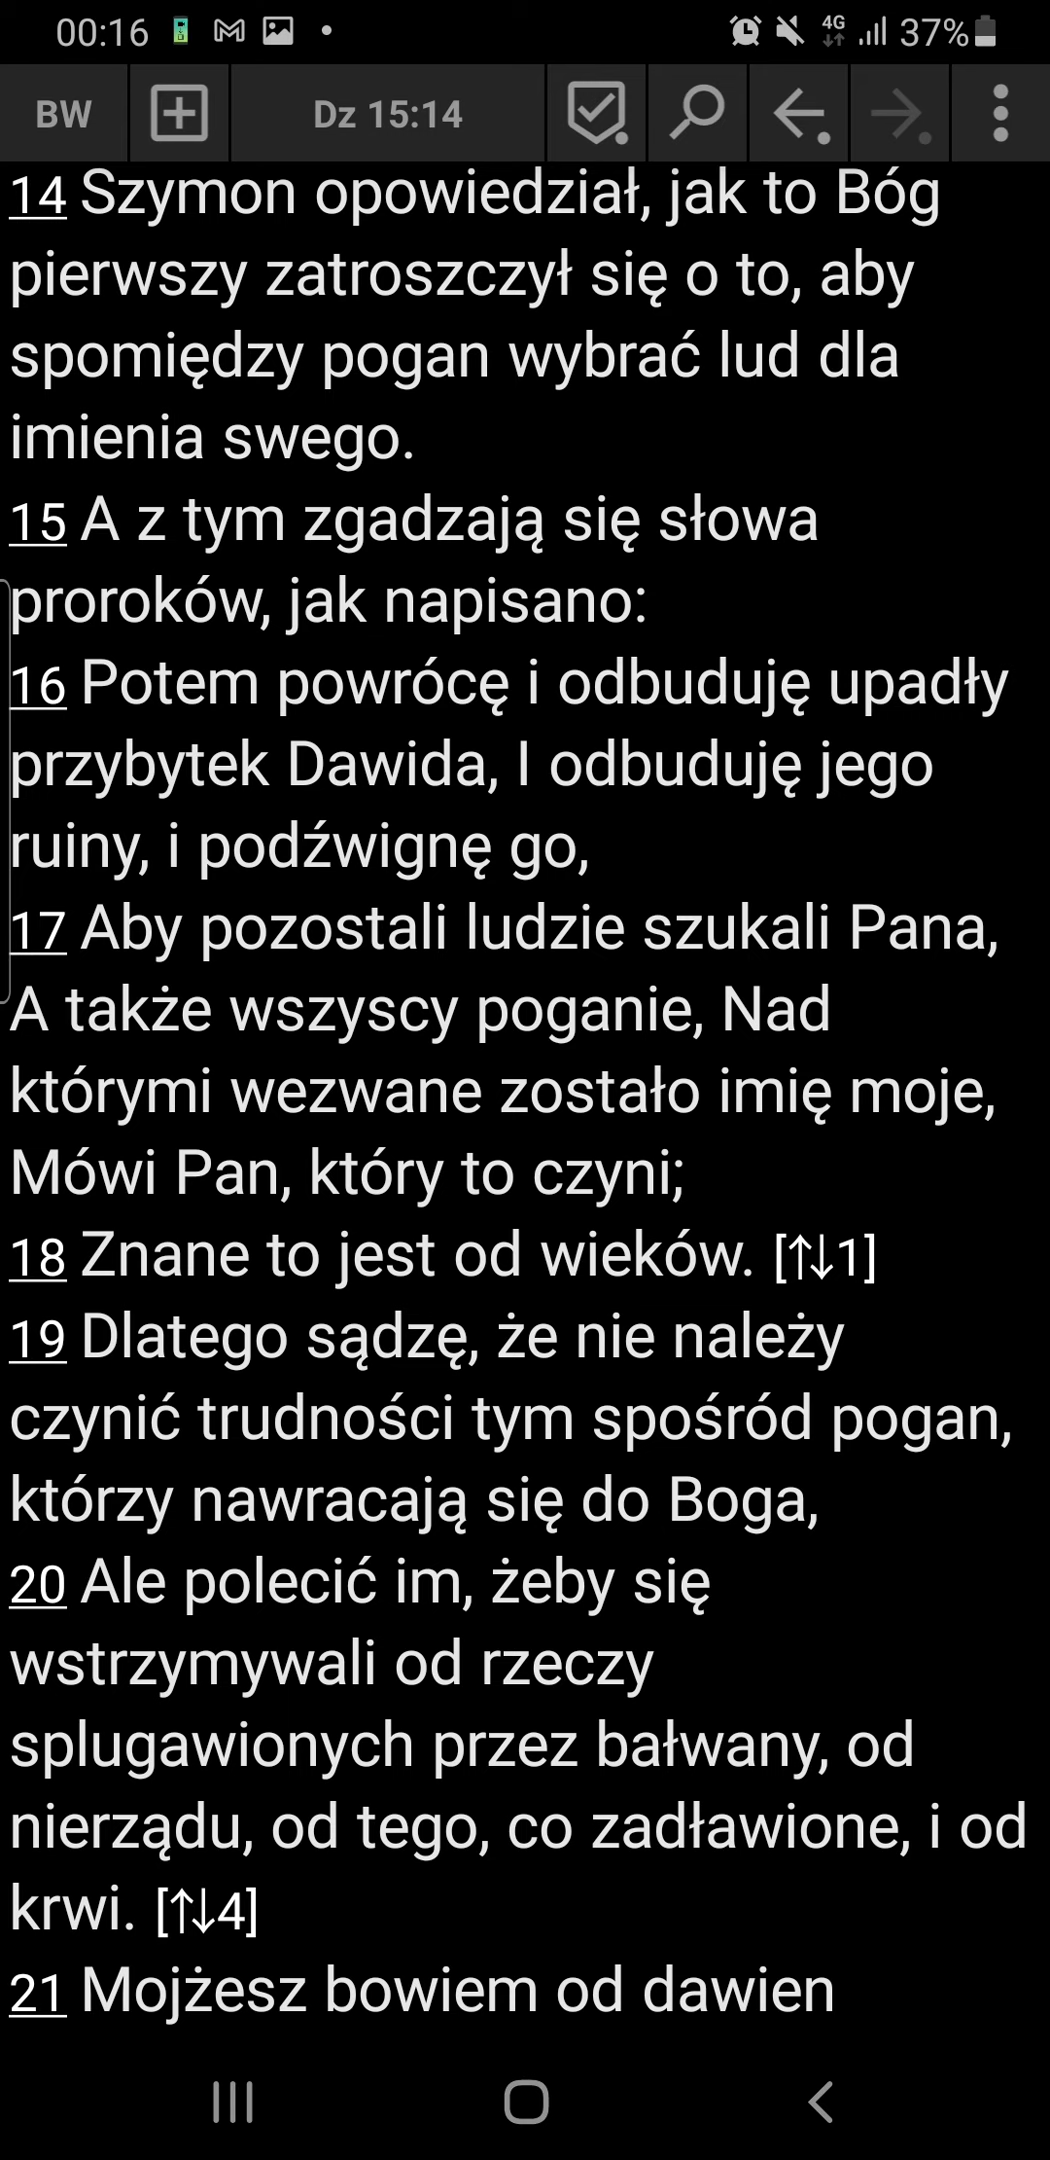 00:16 4G 37%
BW Dz 15:14
14 Szymon opowiedział, jak to Bóg
pierwszy zatroszczył się o to, aby
spomiędzy pogan wybrać lud dla
imienia swego.
15 A z tym zgadzają się słowa
proroków, jak napisano:
16 Potem powrócę i odbuduję upadły
przybytek Dawida, I odbuduję jego
ruiny, i podźwignę go,
17 Aby pozostali ludzie szukali Pana,
A także wszyscy poganie, Nad
którymi wezwane zostało imię moje,
Mówi Pan, który to czyni;
18 Znane to jest od wieków. [↑↓1]
19 Dlatego sądzę, że nie należy
czynić trudności tym spośród pogan,
którzy nawracają się do Boga,
20 Ale polecić im, żeby się
wstrzymywali od rzeczy
splugawionych przez bałwany, od
nierządu, od tego, co zadławione, i od
krwi. [↑↓4]
21 Mojżesz bowiem od dawien